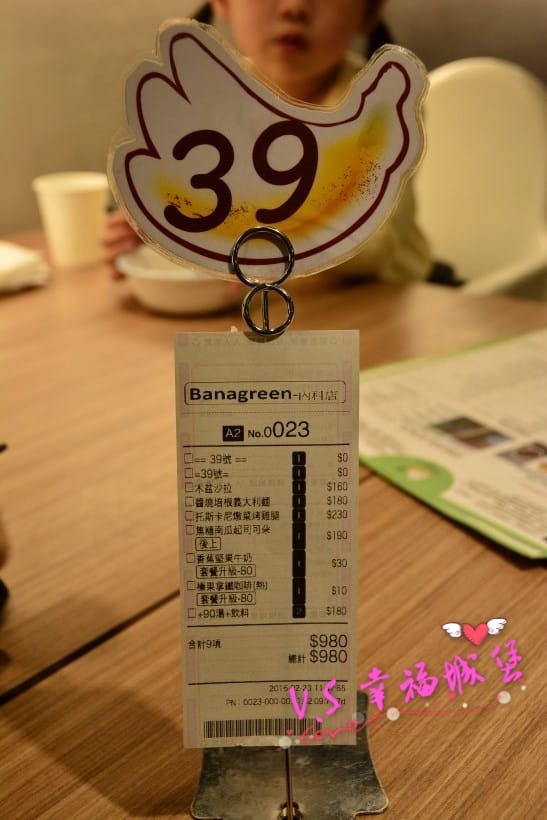 39
Banagreen-內科店
A2 No.0023
== 39號 == 1 $0
=39號= 1 $0
木盆沙拉 1 $160
醬燒培根義大利麵 1 $180
托斯卡尼燉菜烤雞腿 1 $230
焦糖南瓜起司可朵 1 $190
後上
香蕉堅果牛奶 1 $30
套餐升級-80
榛果拿鐵咖啡(熱) 1 $10
套餐升級-80
+90湯+飲料 2 $180
合計9項 $980
總計 $980
V.S 幸福城堡
Love